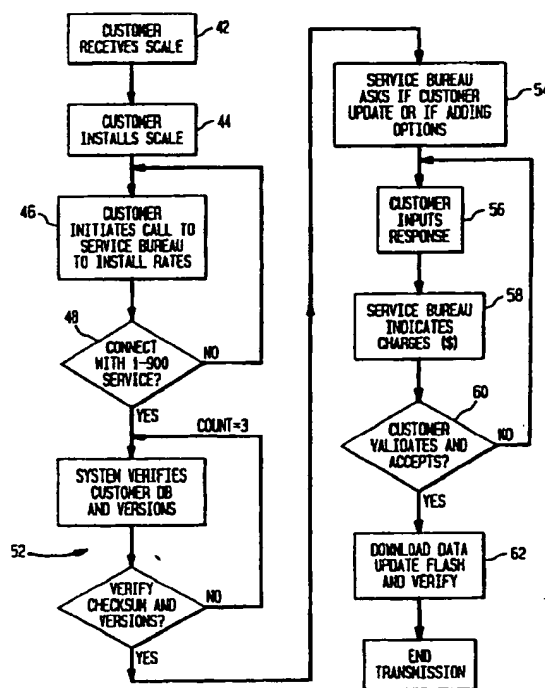 CUSTOMER
RECEIVES SCALE
42
CUSTOMER
INSTALLS SCALE
44
46
CUSTOMER
INITIATES CALL TO
SERVICE BUREAU
TO INSTALL RATES
48
CONNECT
WITH 1-900
SERVICE?
NO
YES
COUNT=3
SYSTEM VERIFIES
CUSTOMER DB
AND VERSIONS
52
VERIFY
CHECKSUM AND
VERSIONS?
NO
YES
SERVICE BUREAU
ASKS IF CUSTOMER
UPDATE OR IF ADDING
OPTIONS
54
CUSTOMER
INPUTS
RESPONSE
56
SERVICE BUREAU
INDICATES
CHARGES ($)
58
60
CUSTOMER
VALIDATES AND
ACCEPTS?
NO
YES
DOWNLOAD DATA
UPDATE FLASH
AND VERIFY
62
END
TRANSMISSION